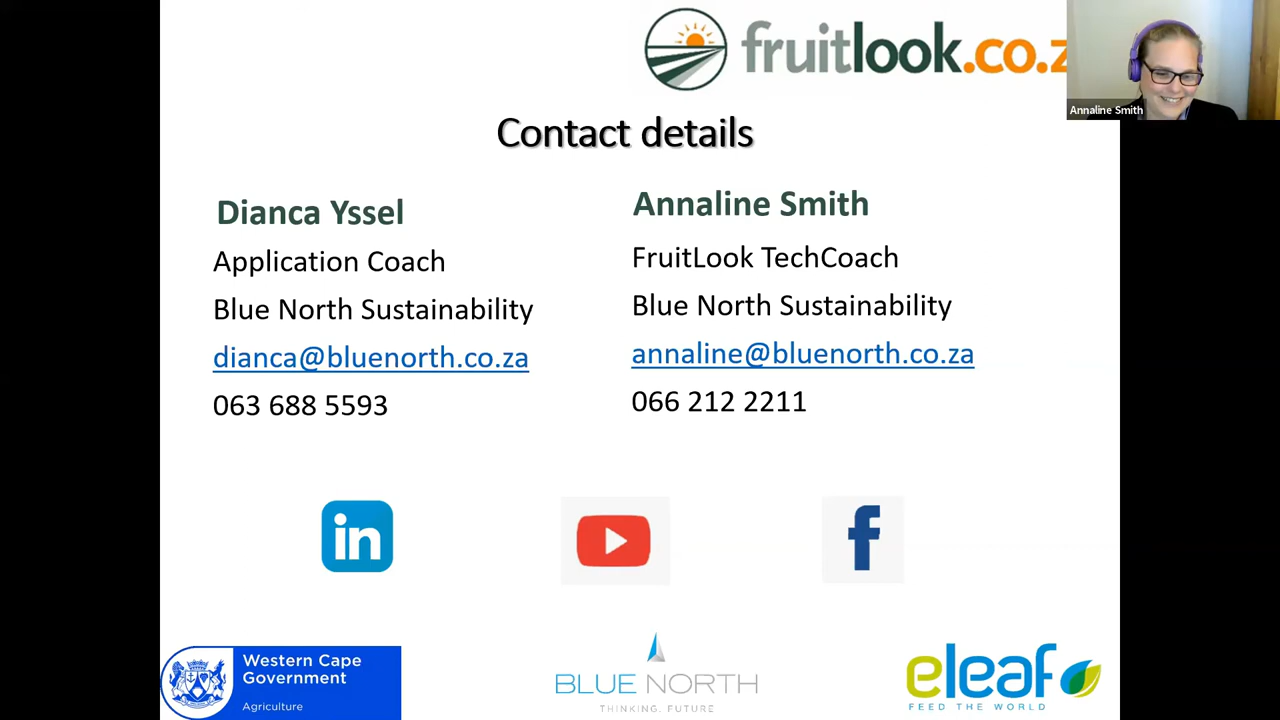 fruitlook.co.z
Annaline Smith
Contact details
Dianca Yssel
Application Coach
Blue North Sustainability
dianca@bluenorth.co.za
063 688 5593
Annaline Smith
FruitLook TechCoach
Blue North Sustainability
annaline@bluenorth.co.za
066 212 2211
in
f
Western Cape
Government
Agriculture
BLUE NORTH
THINKING. FUTURE
eleaf
FEED THE WORLD